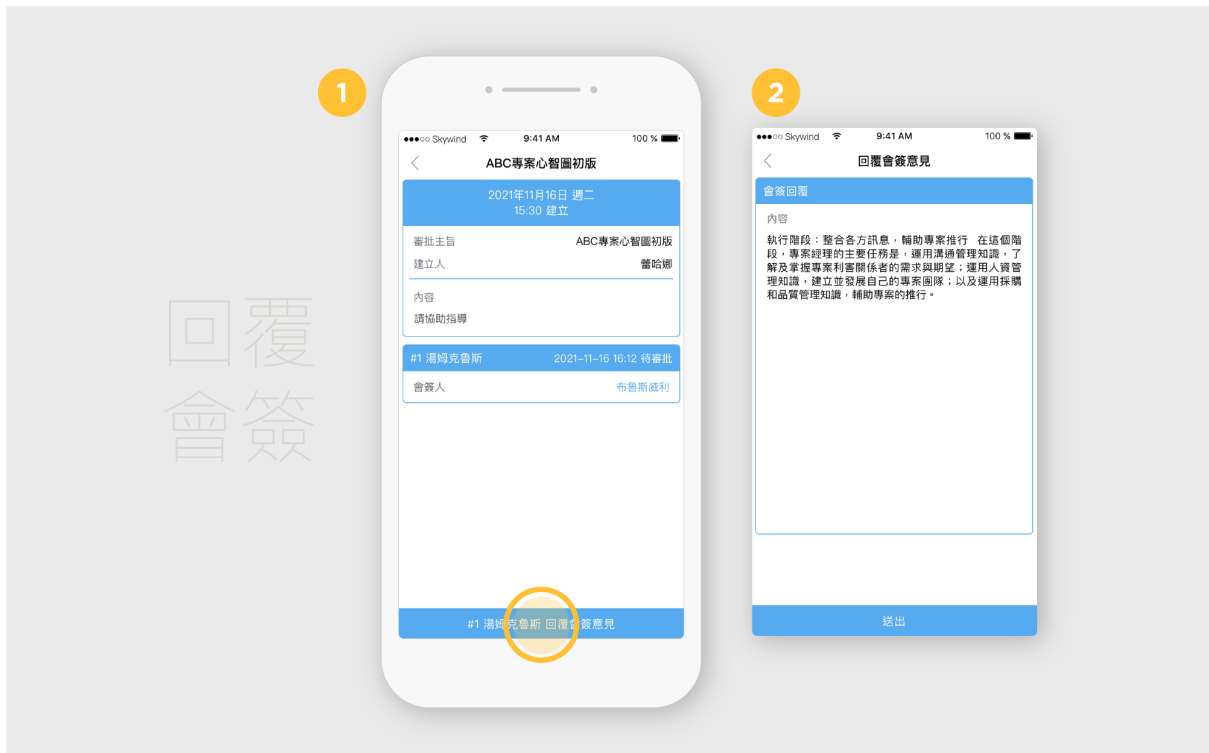 回覆
會簽
1
●●●○○ Skywind 9:41 AM 100 %
ABC專案心智圖初版
2021年11月16日 週二
15:30 建立
審批主旨 ABC專案心智圖初版
建立人 蕾哈娜
內容
請協助指導
#1 湯姆克魯斯 2021–11–16 16:12 待審批
會簽人 布魯斯威利
#1 湯姆克魯斯 回覆會簽意見
2
●●●○○ Skywind 9:41 AM 100 %
回覆會簽意見
會簽回覆
內容
執行階段：整合各方訊息，輔助專案推行 在這個階
段，專案經理的主要任務是，運用溝通管理知識，了
解及掌握專案利害關係者的需求與期望；運用人資管
理知識，建立並發展自己的專案團隊；以及運用採購
和品質管理知識，輔助專案的推行。
送出